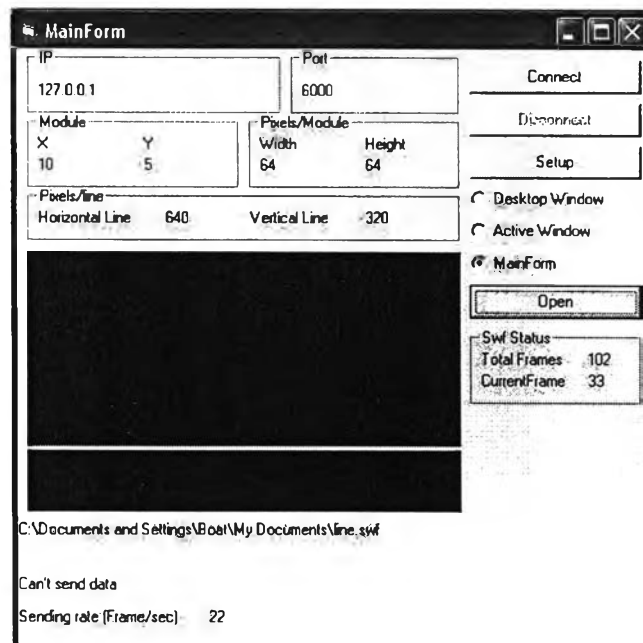 MainForm
IP
127.0.0.1
Port
6000
Connect
Disconnect
Setup
Module
X Y
10 5
Pixels/Module
Width Height
64 64
Pixels/line
Horizontal Line 640 Vertical Line 320
Desktop Window
Active Window
MainForm
Open
Swf Status
Total Frames 102
CurrentFrame 33
C:\Documents and Settings\Boat\My Documents\line.swf
Can't send data
Sending rate (Frame/sec) 22